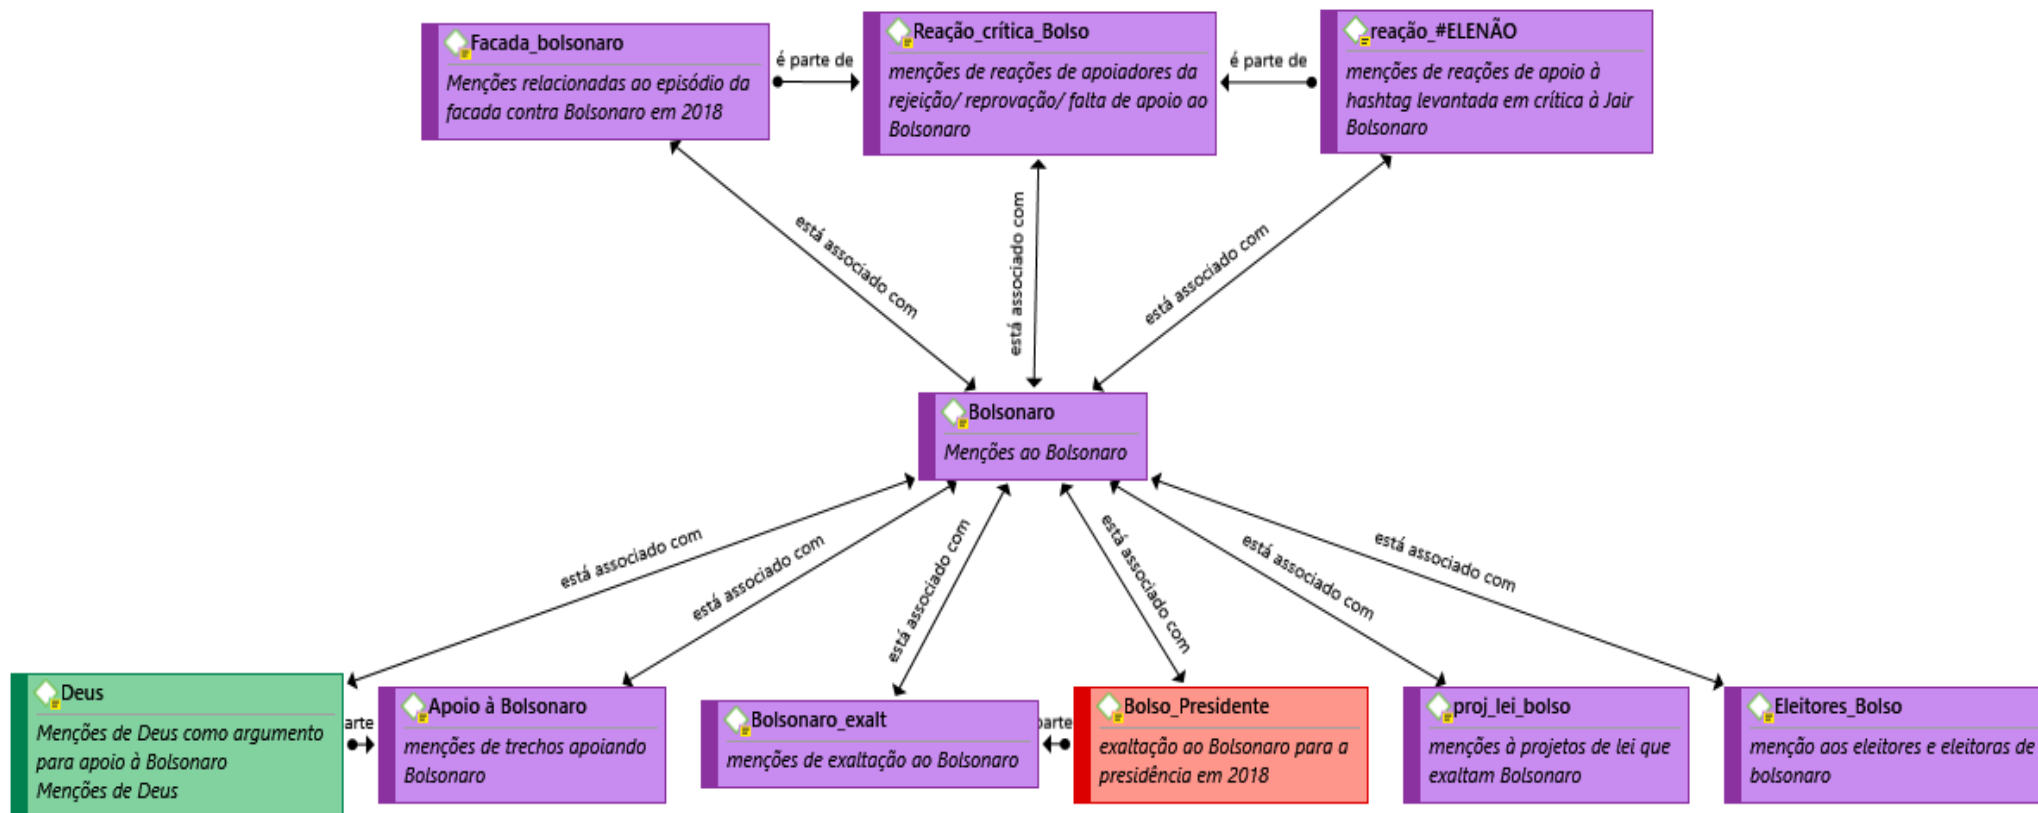 Facada_bolsonaro
Menções relacionadas ao episódio da
facada contra Bolsonaro em 2018
é parte de
Reação_crítica_Bolso
menções de reações de apoiadores da
rejeição/ reprovação/ falta de apoio ao
Bolsonaro
é parte de
reação_#ELENÃO
menções de reações de apoio à
hashtag levantada em crítica à Jair
Bolsonaro
está associado com
está associado com
está associado com
Bolsonaro
Menções ao Bolsonaro
está associado com
está associado com
está associado com
está associado com
está associado com
está associado com
Deus
Menções de Deus como argumento
para apoio à Bolsonaro
Menções de Deus
arte
Apoio à Bolsonaro
menções de trechos apoiando
Bolsonaro
Bolsonaro_exalt
menções de exaltação ao Bolsonaro
parte
Bolso_Presidente
exaltação ao Bolsonaro para a
presidência em 2018
proj_lei_bolso
menções à projetos de lei que
exaltam Bolsonaro
Eleitores_Bolso
menção aos eleitores e eleitoras de
bolsonaro